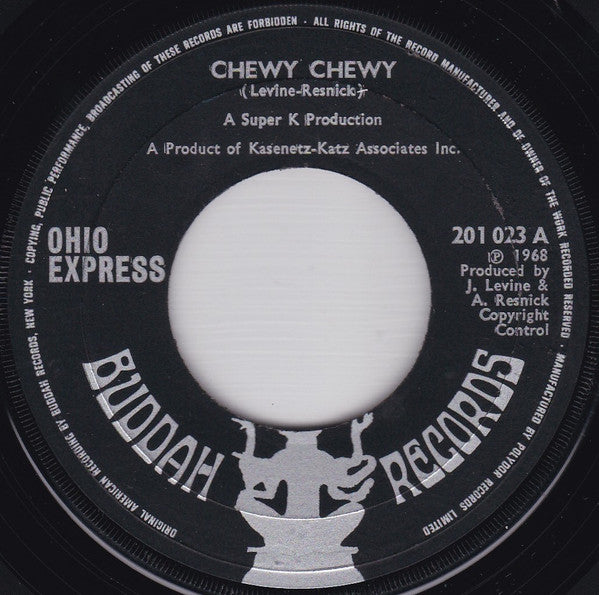 ORIGINAL AMERICAN RECORDING BY BUDDAH RECORDS, NEW YORK · COPYING, PUBLIC PERFORMANCE, BROADCASTING OF THESE RECORDS ARE FORBIDDEN · ALL RIGHTS OF THE RECORD MANUFACTURER AND OF OWNER OF THE WORK RECORDED RESERVED · MANUFACTURED BY POLYDOR RECORDS LIMITED
CHEWY CHEWY
(Levine-Resnick)
A Super K Production
A Product of Kasenetz-Katz Associates Inc.
OHIO
EXPRESS
201 023 A
℗ 1968
Produced by
J. Levine &
A. Resnick
Copyright
Control
BUDDAH RECORDS